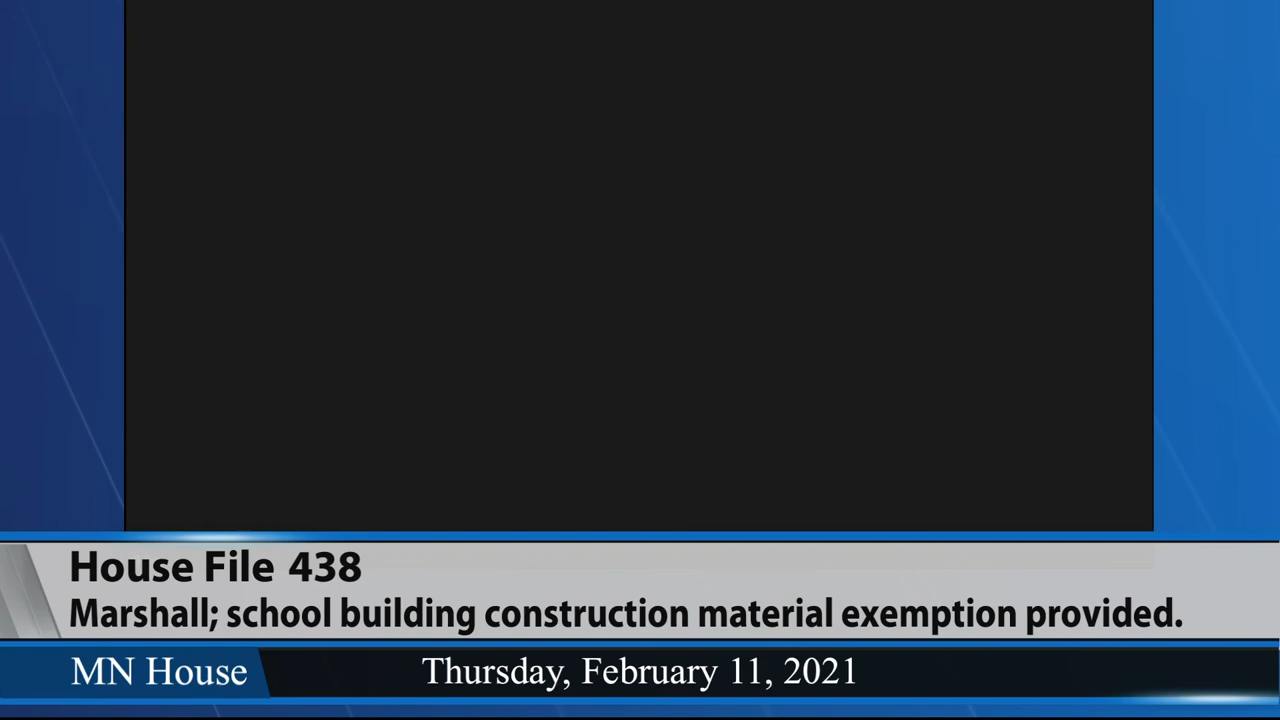 House File 438
Marshall; school building construction material exemption provided.
MN House
Thursday, February 11, 2021